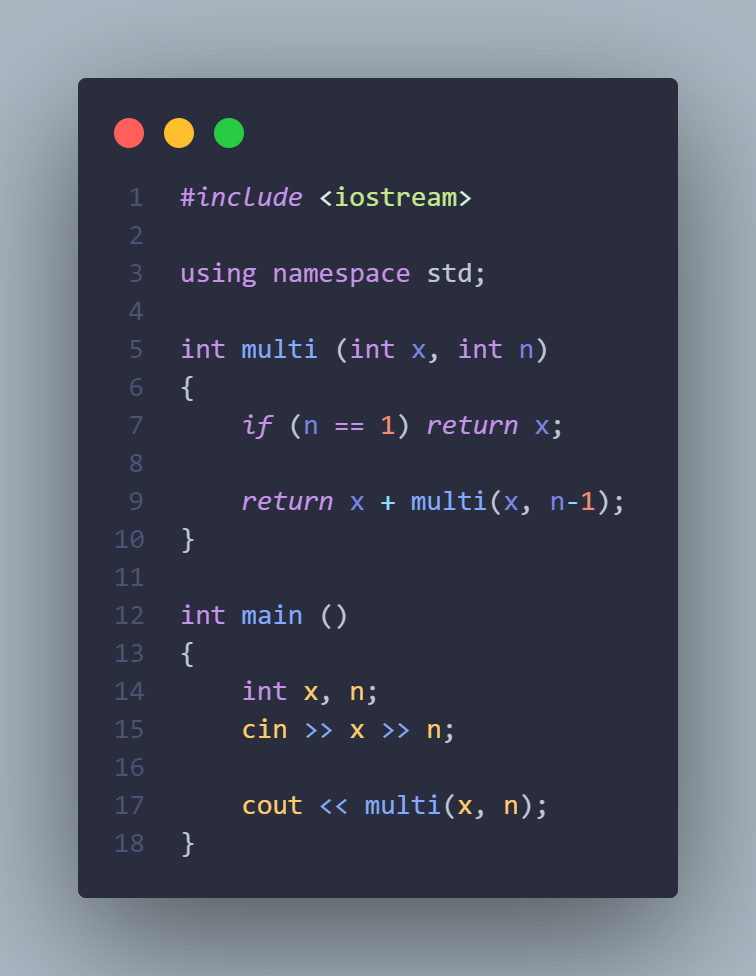 1 #include <iostream>
2
3 using namespace std;
4
5 int multi (int x, int n)
6 {
7     if (n == 1) return x;
8
9     return x + multi(x, n-1);
10 }
11
12 int main ()
13 {
14     int x, n;
15     cin >> x >> n;
16
17     cout << multi(x, n);
18 }